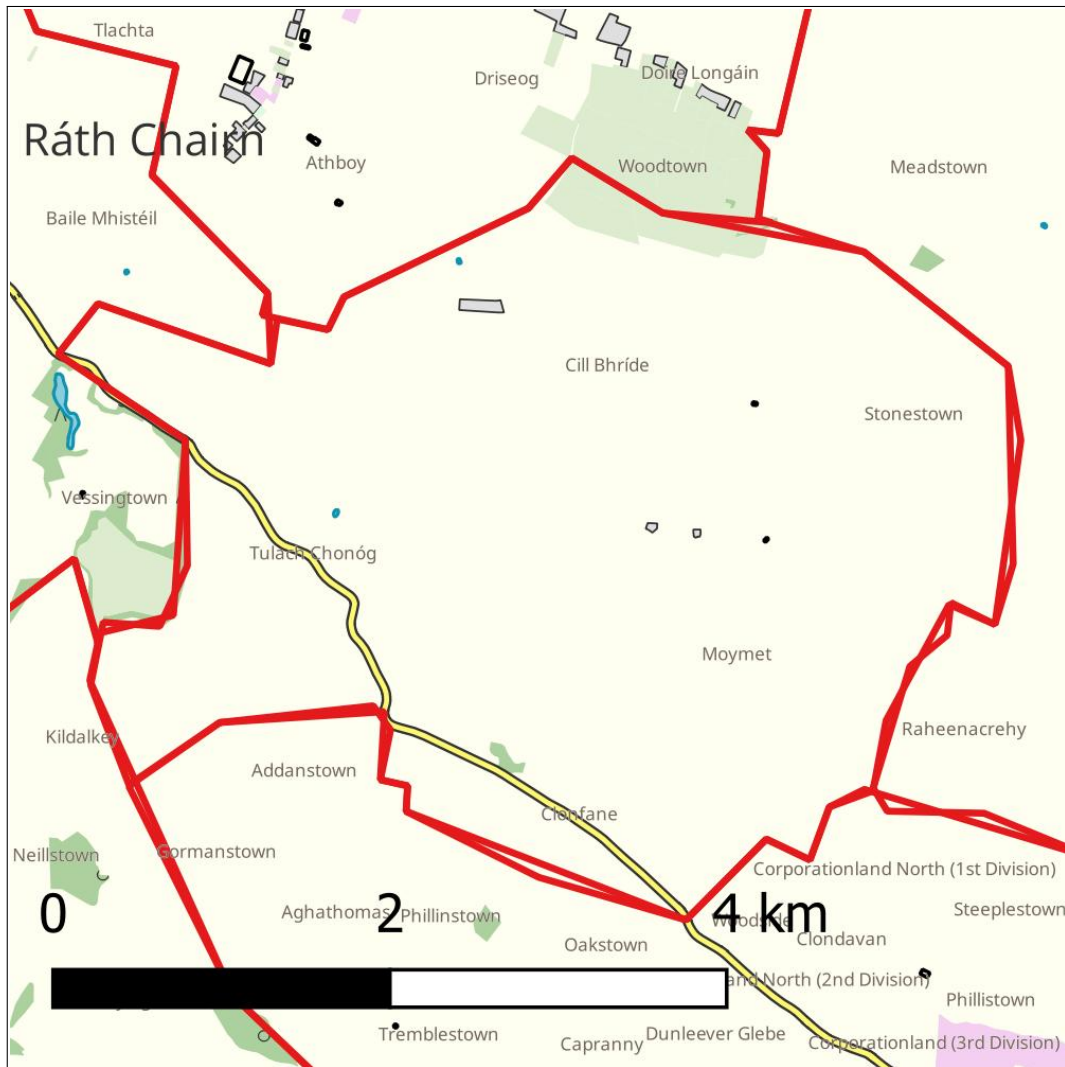 Tlachta
Driseog
Doire Longáin
Ráth Chairn
Athboy
Woodtown
Meadstown
Baile Mhistéil
Cill Bhríde
Stonestown
Vessingtown
Tulach Chonóg
Moymet
Kildalkey
Raheenacrehy
Addanstown
Clonfane
Neillstown
Gormanstown
Corporationland North (1st Division)
0
2
4 km
Aghathomas
Phillinstown
Woodside
Steeplestown
Oakstown
Clondavan
and North (2nd Division)
Phillistown
Tremblestown
Dunleever Glebe
Capranny
Corporationland (3rd Division)